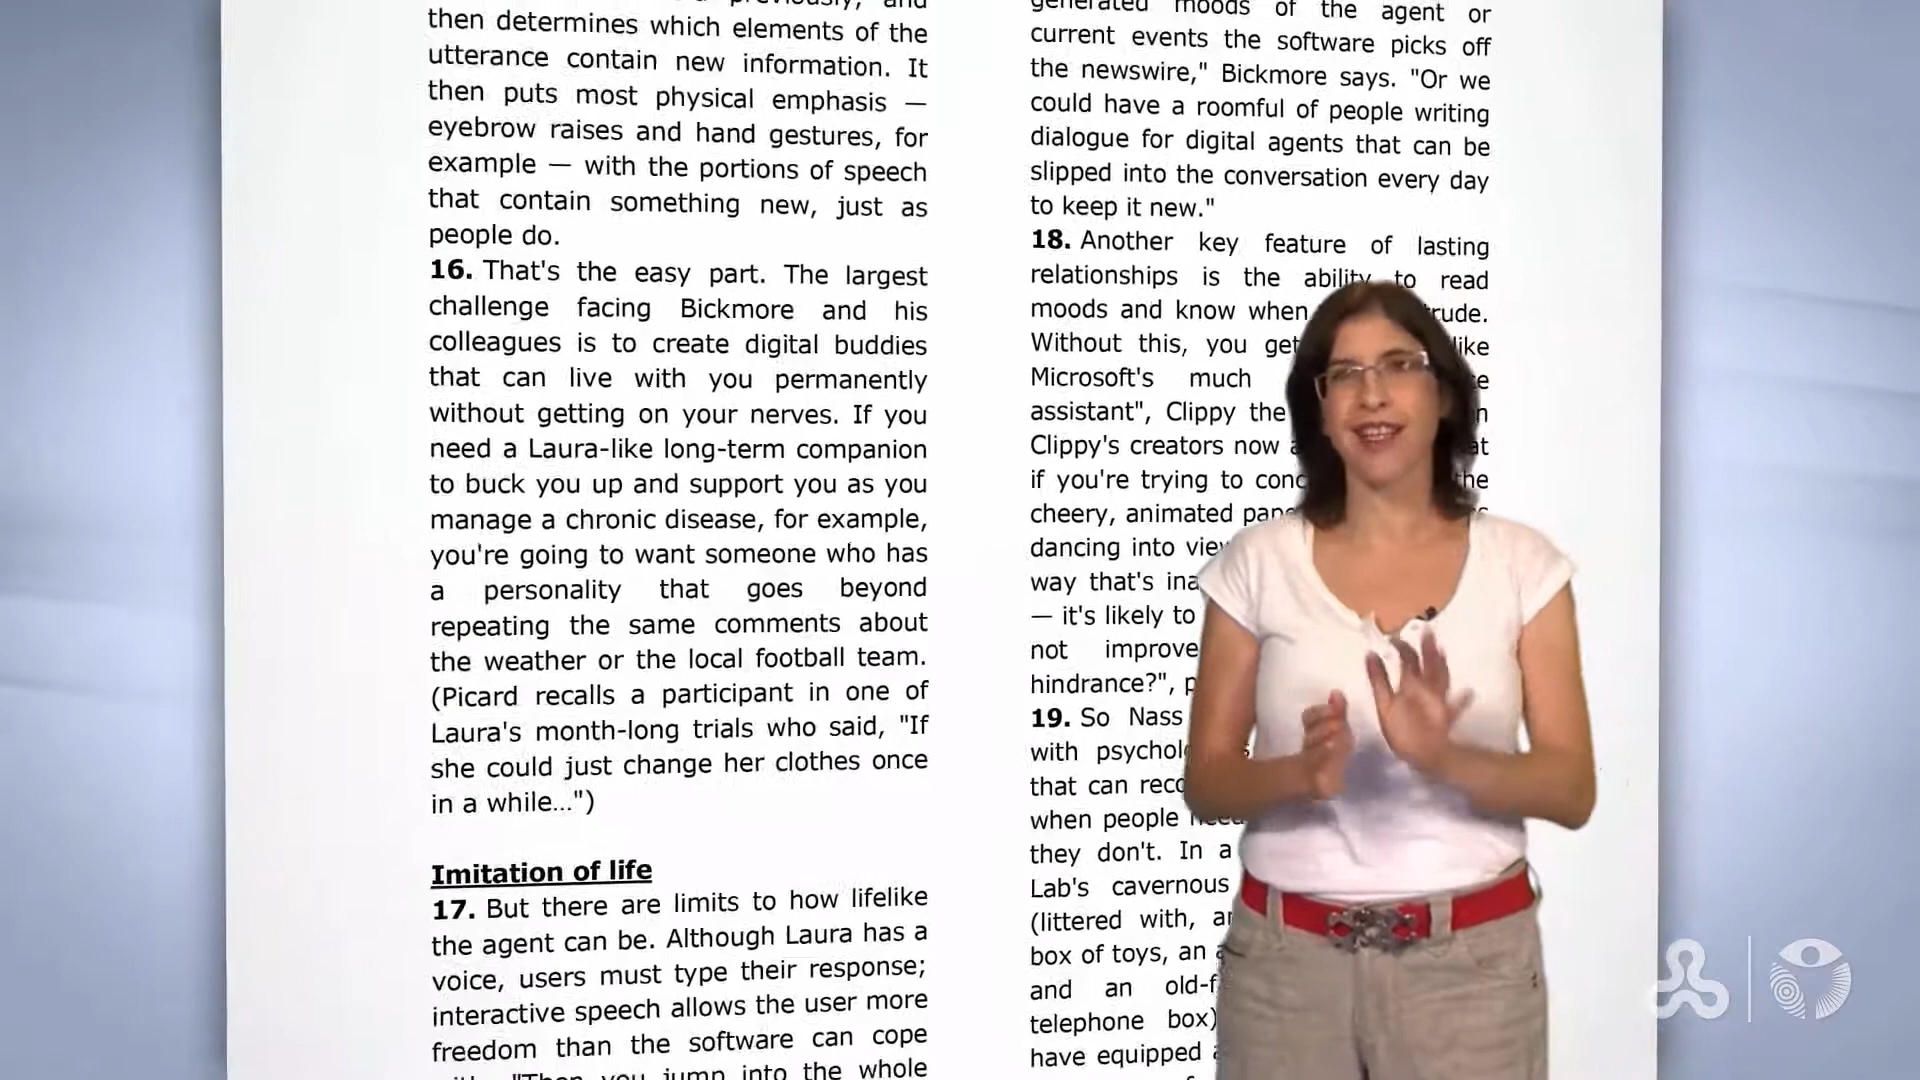 then determines which elements of the
utterance contain new information. It
then puts most physical emphasis —
eyebrow raises and hand gestures, for
example — with the portions of speech
that contain something new, just as
people do.
16. That's the easy part. The largest
challenge facing Bickmore and his
colleagues is to create digital buddies
that can live with you permanently
without getting on your nerves. If you
need a Laura-like long-term companion
to buck you up and support you as you
manage a chronic disease, for example,
you're going to want someone who has
a personality that goes beyond
repeating the same comments about
the weather or the local football team.
(Picard recalls a participant in one of
Laura's month-long trials who said, "If
she could just change her clothes once
in a while...")
Imitation of life
17. But there are limits to how lifelike
the agent can be. Although Laura has a
voice, users must type their response;
interactive speech allows the user more
freedom than the software can cope
"Then you jump into the whole
generated moods of the agent or
current events the software picks off
the newswire," Bickmore says. "Or we
could have a roomful of people writing
dialogue for digital agents that can be
slipped into the conversation every day
to keep it new."
18. Another key feature of lasting
relationships is the ability to read
moods and know when
Without this, you get like
Microsoft's much
assistant", Clippy the
Clippy's creators now
if you're trying to the
cheery, animated
dancing into
way that's
— it's likely to
not improve
hindrance?",
19. So Nass
with
that can
when people need
they don't. In a
Lab's cavernous
(littered with,
box of toys, an
and an
telephone box)
have equipped